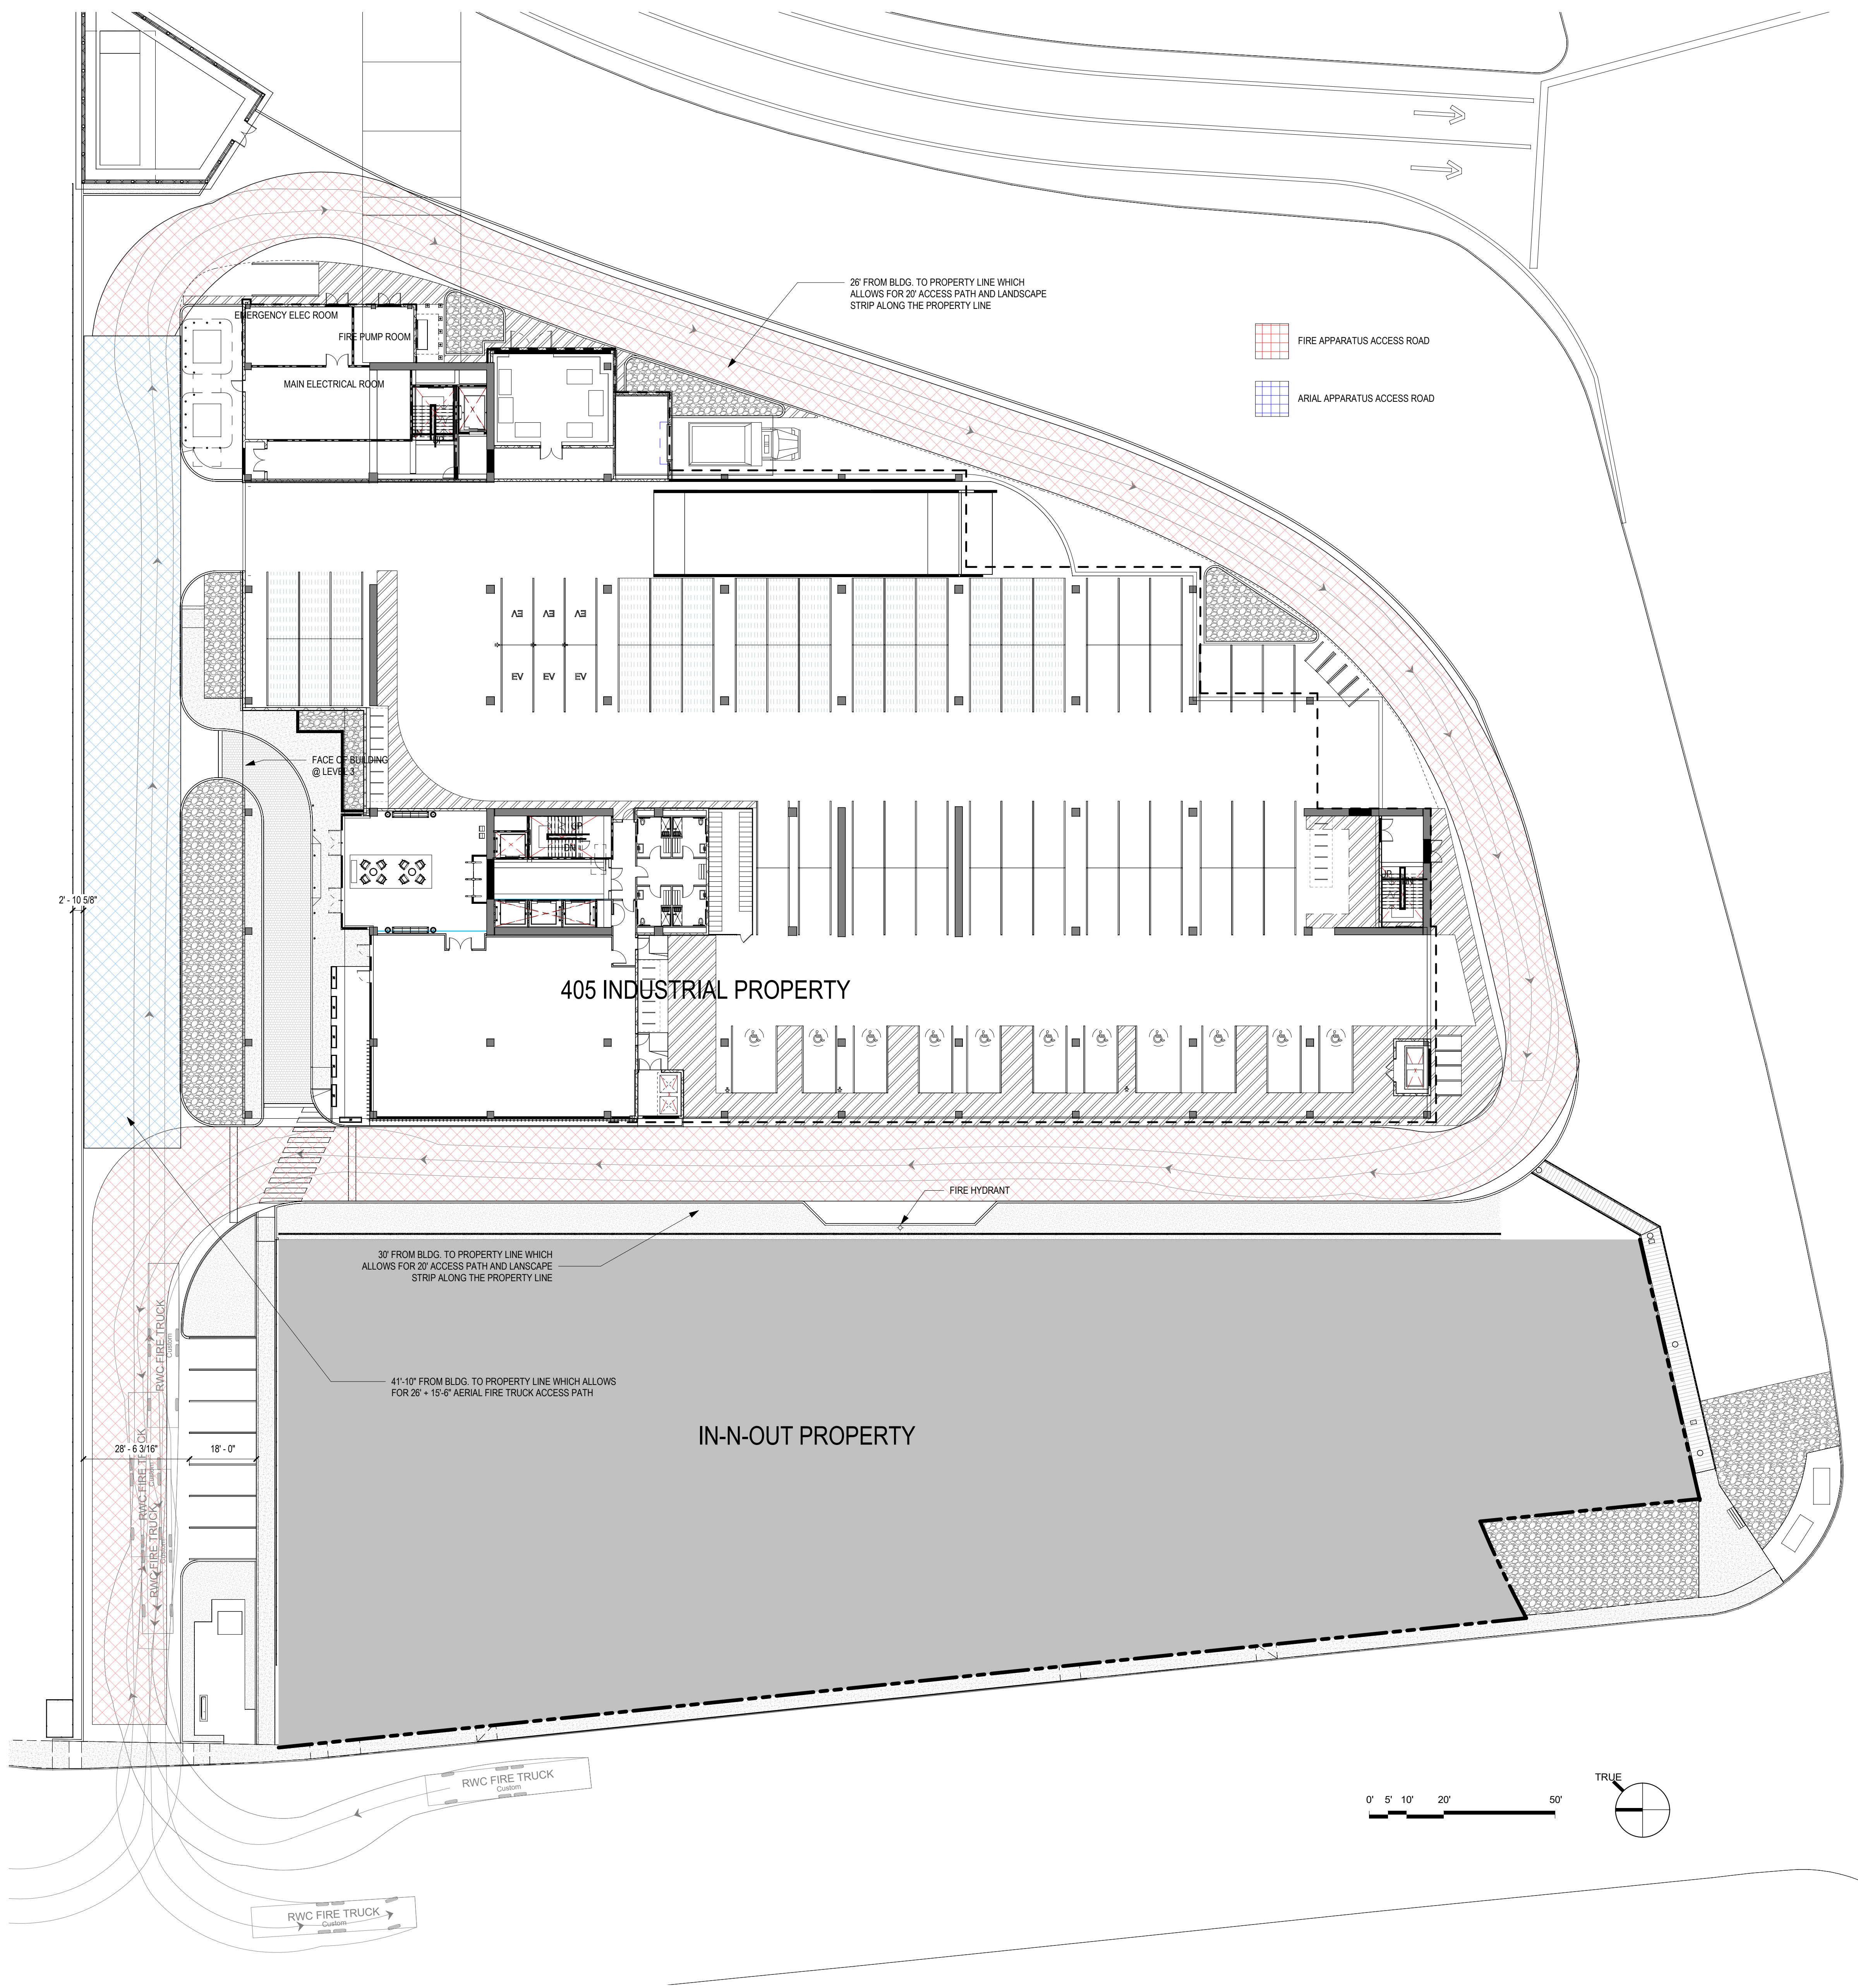 26' FROM BLDG. TO PROPERTY LINE WHICH
ALLOWS FOR 20' ACCESS PATH AND LANDSCAPE
STRIP ALONG THE PROPERTY LINE
FIRE APPARATUS ACCESS ROAD
ARIAL APPARATUS ACCESS ROAD
EMERGENCY ELEC ROOM
FIRE PUMP ROOM
MAIN ELECTRICAL ROOM
EV
EV
EV
EV
EV
EV
FACE OF BUILDING
@ LEVEL 3
UP
DN
UP
2' - 10 5/8"
405 INDUSTRIAL PROPERTY
FIRE HYDRANT
30' FROM BLDG. TO PROPERTY LINE WHICH
ALLOWS FOR 20' ACCESS PATH AND LANSCAPE
STRIP ALONG THE PROPERTY LINE
RWC FIRE TRUCK
Custom
41'-10" FROM BLDG. TO PROPERTY LINE WHICH ALLOWS
FOR 26' + 15'-6" AERIAL FIRE TRUCK ACCESS PATH
IN-N-OUT PROPERTY
28' - 6 3/16"
18' - 0"
RWC FIRE TRUCK
Custom
RWC FIRE TRUCK
Custom
RWC FIRE TRUCK
Custom
RWC FIRE TRUCK
Custom
0' 5' 10' 20' 50'
TRUE